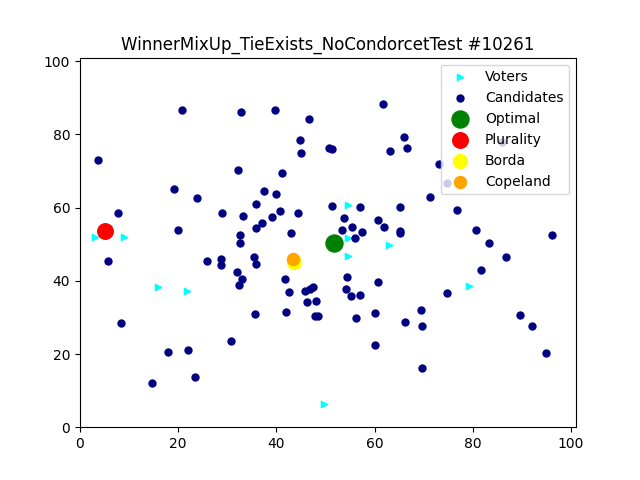 WinnerMixUp_TieExists_NoCondorcetTest #10261
100
80
60
40
20
0
0
20
40
60
80
100
Voters
Candidates
Optimal
Plurality
Borda
Copeland